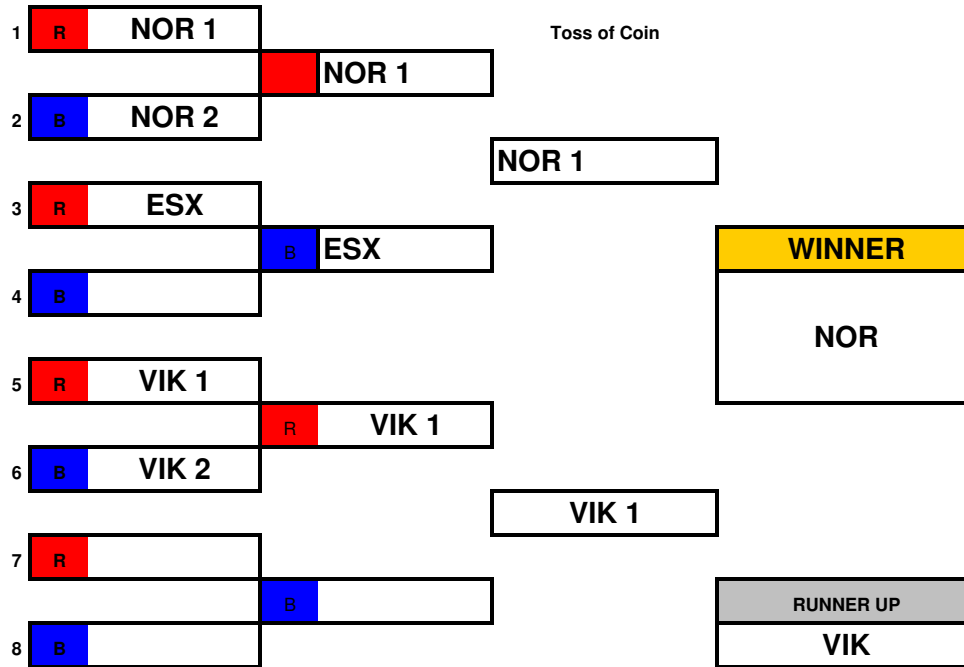 1 R NOR 1 Toss of Coin
NOR 1
2 B NOR 2
NOR 1
3 R ESX
B ESX WINNER
4 B
NOR
5 R VIK 1
R VIK 1
6 B VIK 2
VIK 1
7 R
B RUNNER UP
8 B VIK